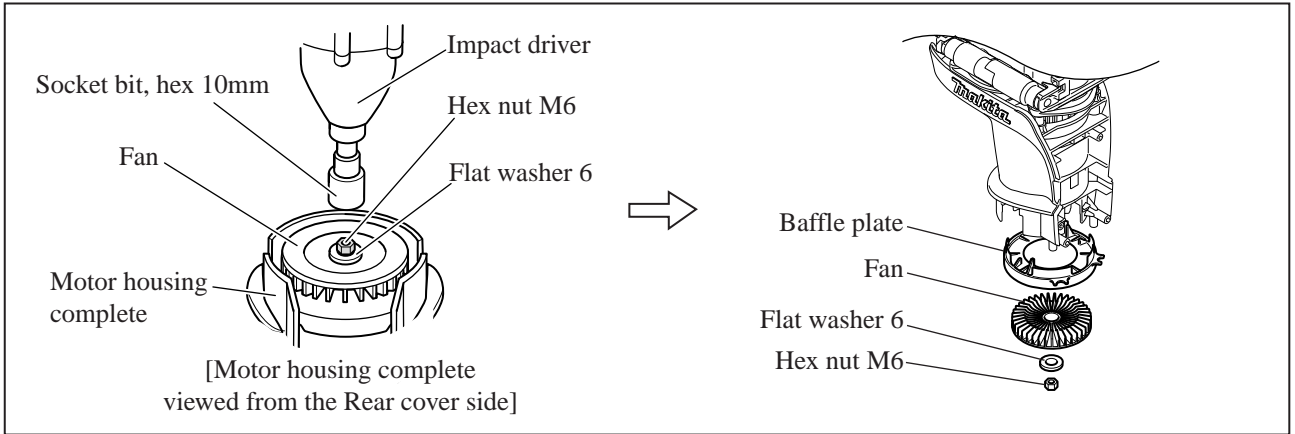 Impact driver
Socket bit, hex 10mm
Hex nut M6
Fan
Flat washer 6
Motor housing
complete
[Motor housing complete
viewed from the Rear cover side]
makita
Baffle plate
Fan
Flat washer 6
Hex nut M6